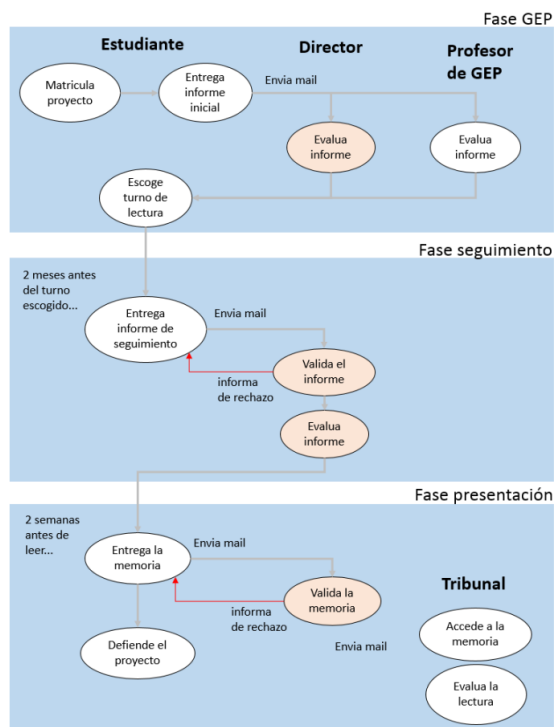 Fase GEP
Estudiante
Director
Profesor
de GEP
Matricula
proyecto
Entrega
informe
inicial
Envia mail
Evalua
informe
Evalua
informe
Escoge
turno de
lectura
Fase seguimiento
2 meses antes
del turno
escogido...
Entrega
informe de
seguimiento
Envia mail
Valida el
informe
informa
de rechazo
Evalua
informe
Fase presentación
2 semanas
antes de
leer...
Entrega la
memoria
Envia mail
Valida la
memoria
informa
de rechazo
Tribunal
Envia mail
Accede a la
memoria
Defiende el
proyecto
Evalua la
lectura